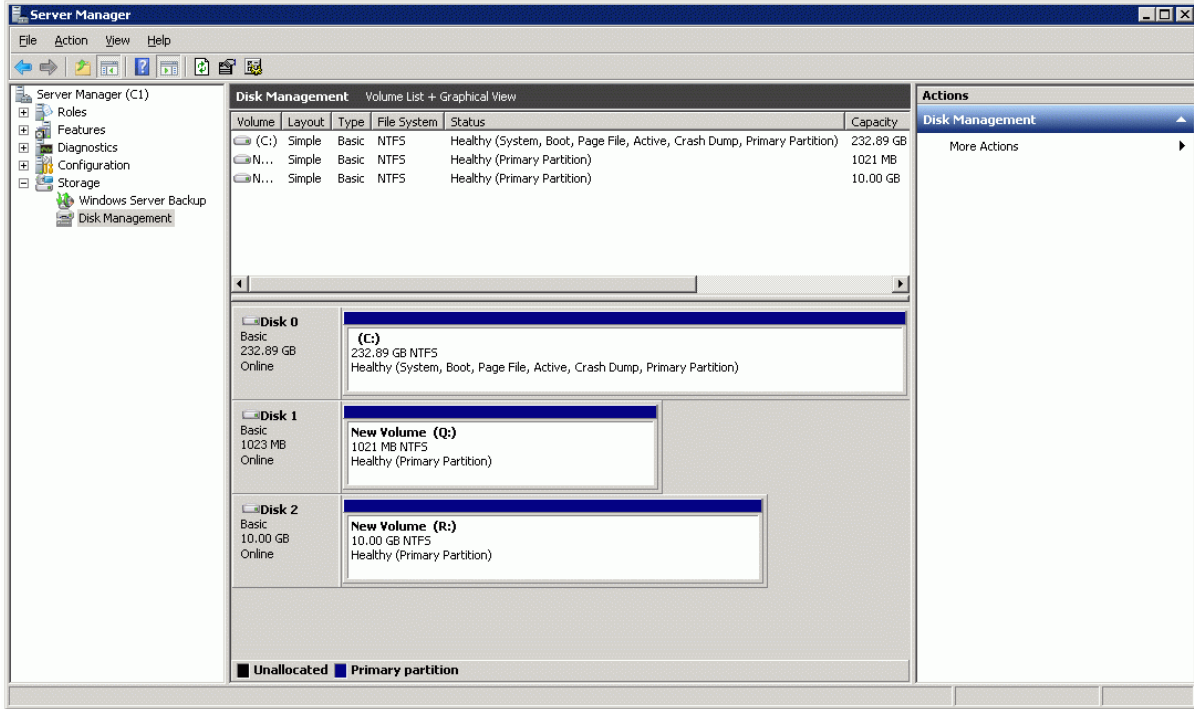 Server Manager
File Action View Help
Server Manager (C1)
Roles
Features
Diagnostics
Configuration
Storage
Windows Server Backup
Disk Management
Disk Management Volume List + Graphical View
Volume Layout Type File System Status Capacity
(C:) Simple Basic NTFS Healthy (System, Boot, Page File, Active, Crash Dump, Primary Partition) 232.89 GB
N... Simple Basic NTFS Healthy (Primary Partition) 1021 MB
N... Simple Basic NTFS Healthy (Primary Partition) 10.00 GB
Disk 0
Basic
232.89 GB
Online
(C:)
232.89 GB NTFS
Healthy (System, Boot, Page File, Active, Crash Dump, Primary Partition)
Disk 1
Basic
1023 MB
Online
New Volume (Q:)
1021 MB NTFS
Healthy (Primary Partition)
Disk 2
Basic
10.00 GB
Online
New Volume (R:)
10.00 GB NTFS
Healthy (Primary Partition)
Unallocated Primary partition
Actions
Disk Management
More Actions